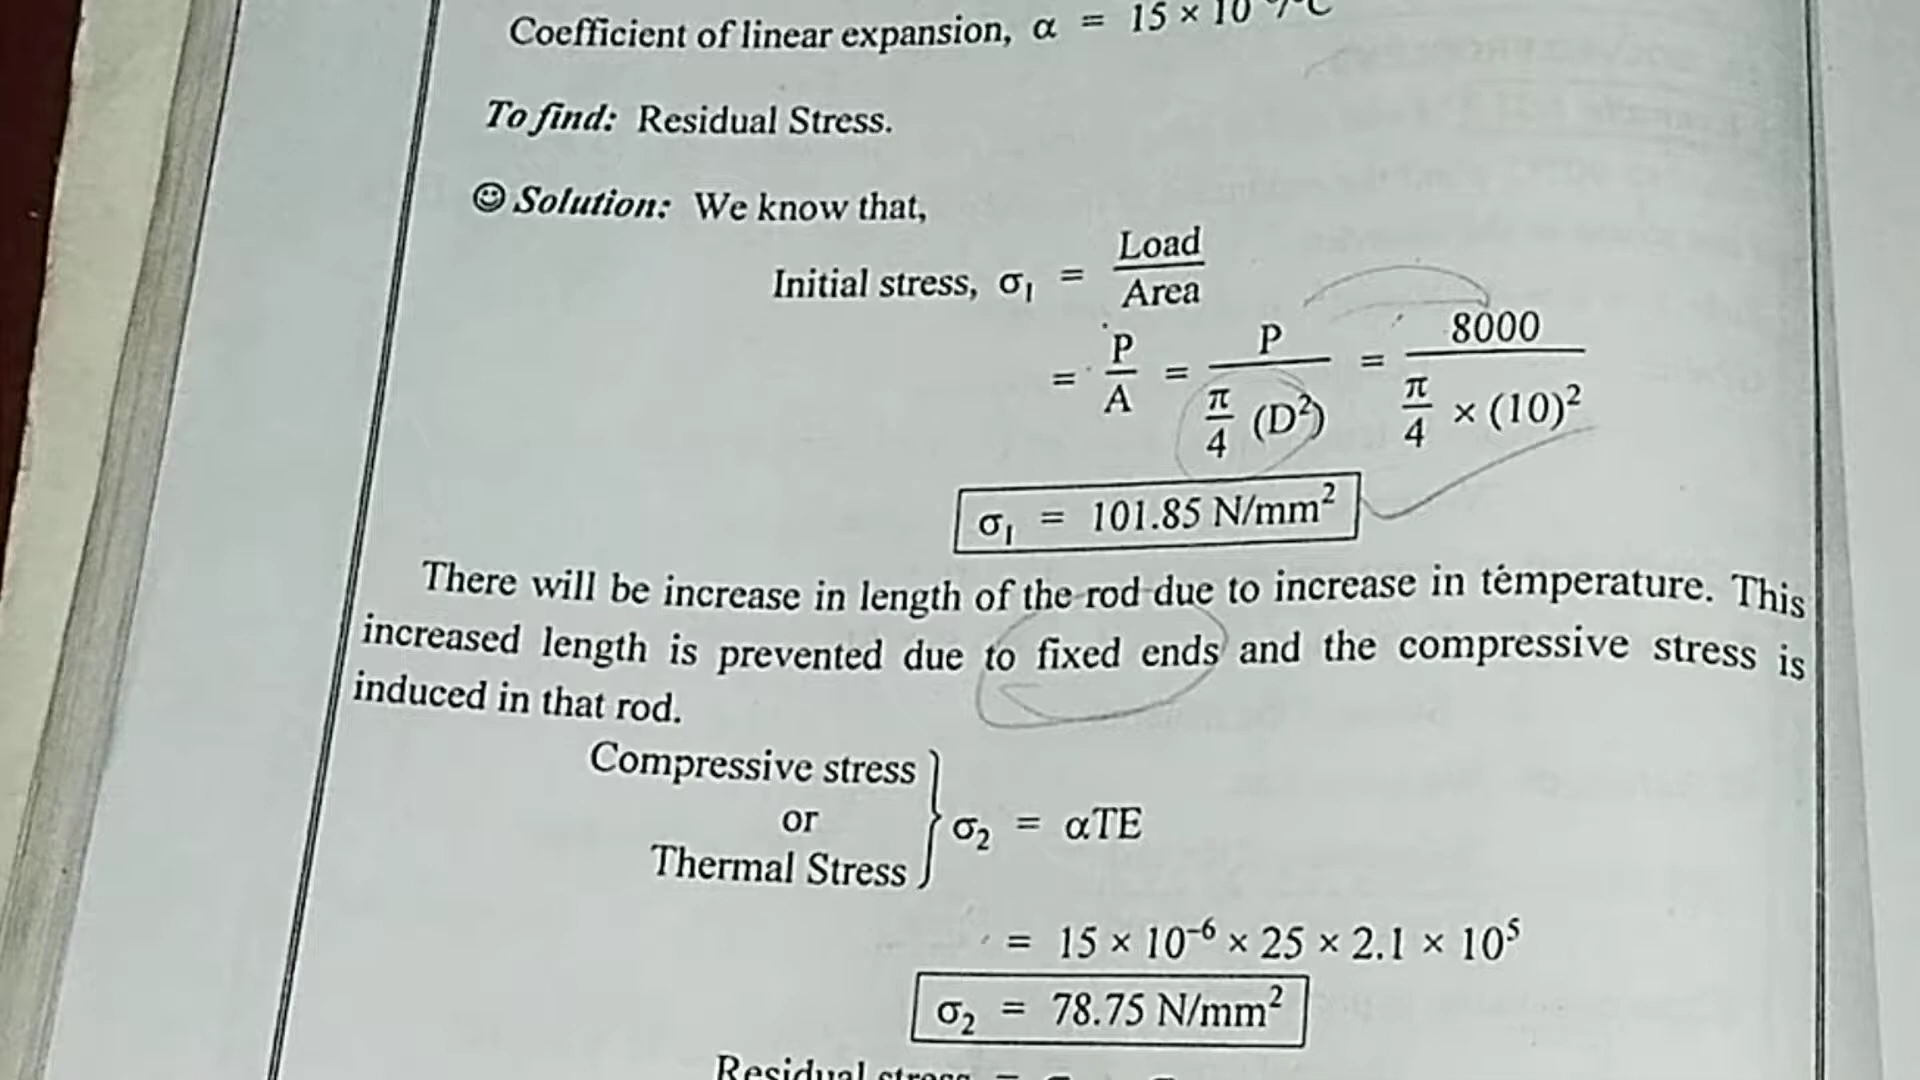 Coefficient of linear expansion, α = 15 × 10 /°C
To find: Residual Stress.
☺ Solution: We know that,
Initial stress, σ₁ = Load / Area
= P / A = P / (π/4 (D²)) = 8000 / (π/4 × (10)²)
σ₁ = 101.85 N/mm²
There will be increase in length of the rod due to increase in témperature. This
increased length is prevented due to fixed ends and the compressive stress is
induced in that rod.
Compressive stress
or
Thermal Stress } σ₂ = αTE
= 15 × 10⁻⁶ × 25 × 2.1 × 10⁵
σ₂ = 78.75 N/mm²
Residual stress =